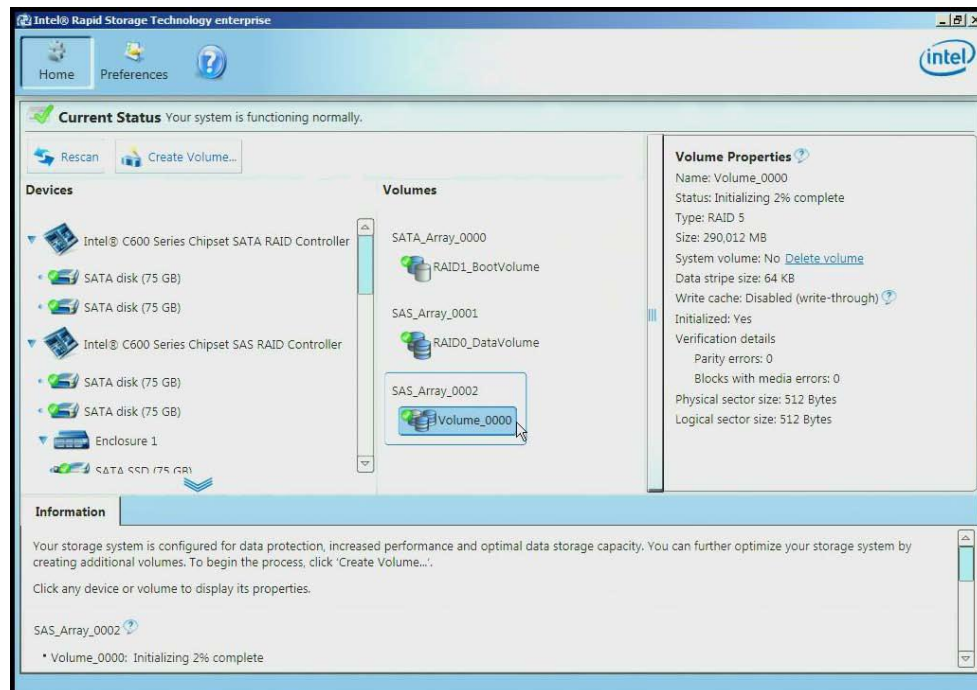 Intel® Rapid Storage Technology enterprise
Home
Preferences
intel
Current Status Your system is functioning normally.
Rescan
Create Volume...
Devices
Intel® C600 Series Chipset SATA RAID Controller
SATA disk (75 GB)
SATA disk (75 GB)
Intel® C600 Series Chipset SAS RAID Controller
SATA disk (75 GB)
SATA disk (75 GB)
Enclosure 1
SATA SSD (75 GB)
Volumes
SATA_Array_0000
RAID1_BootVolume
SAS_Array_0001
RAID0_DataVolume
SAS_Array_0002
Volume_0000
Volume Properties
Name: Volume_0000
Status: Initializing 2% complete
Type: RAID 5
Size: 290,012 MB
System volume: No Delete volume
Data stripe size: 64 KB
Write cache: Disabled (write-through)
Initialized: Yes
Verification details
Parity errors: 0
Blocks with media errors: 0
Physical sector size: 512 Bytes
Logical sector size: 512 Bytes
Information
Your storage system is configured for data protection, increased performance and optimal data storage capacity. You can further optimize your storage system by
creating additional volumes. To begin the process, click 'Create Volume...'.
Click any device or volume to display its properties.
SAS_Array_0002
• Volume_0000: Initializing 2% complete